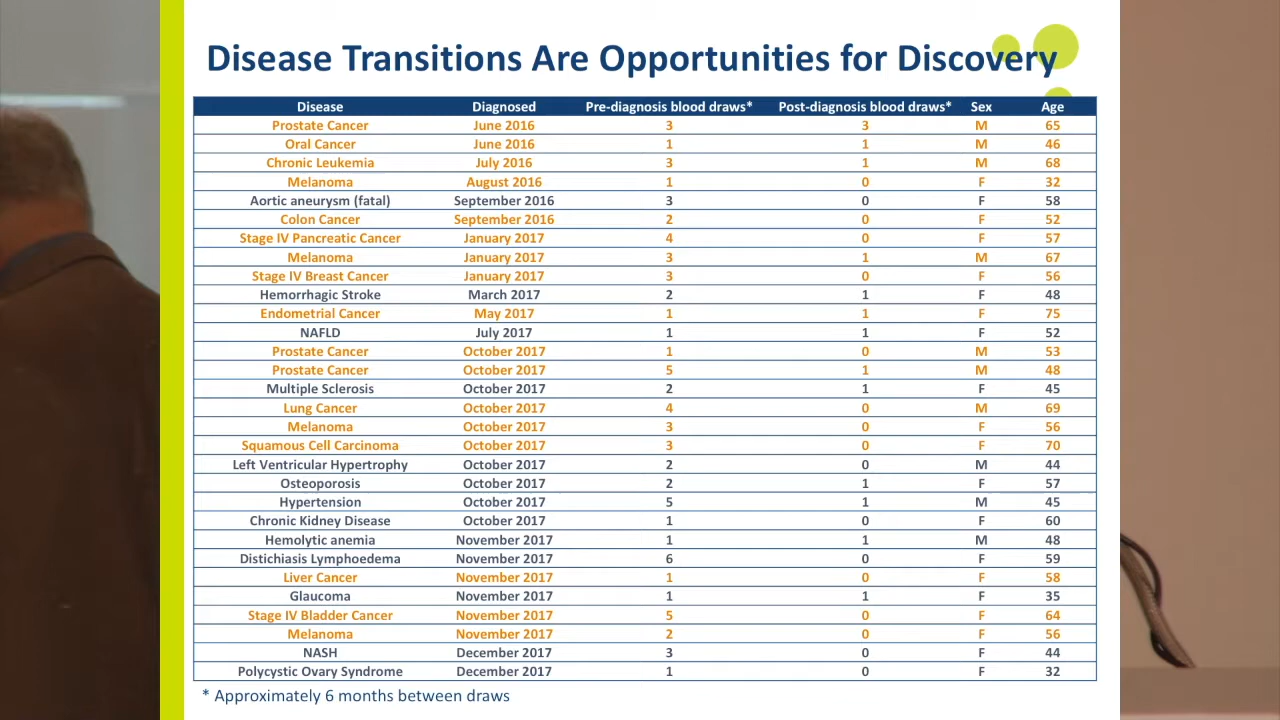 Disease Transitions Are Opportunities for Discovery
Disease Diagnosed Pre-diagnosis blood draws* Post-diagnosis blood draws* Sex Age
Prostate Cancer June 2016 3 3 M 65
Oral Cancer June 2016 1 1 M 46
Chronic Leukemia July 2016 3 1 M 68
Melanoma August 2016 1 0 F 32
Aortic aneurysm (fatal) September 2016 3 0 F 58
Colon Cancer September 2016 2 0 F 52
Stage IV Pancreatic Cancer January 2017 4 0 F 57
Melanoma January 2017 3 1 M 67
Stage IV Breast Cancer January 2017 3 0 F 56
Hemorrhagic Stroke March 2017 2 1 F 48
Endometrial Cancer May 2017 1 1 F 75
NAFLD July 2017 1 1 F 52
Prostate Cancer October 2017 1 0 M 53
Prostate Cancer October 2017 5 1 M 48
Multiple Sclerosis October 2017 2 1 F 45
Lung Cancer October 2017 4 0 M 69
Melanoma October 2017 3 0 F 56
Squamous Cell Carcinoma October 2017 3 0 F 70
Left Ventricular Hypertrophy October 2017 2 0 M 44
Osteoporosis October 2017 2 1 F 57
Hypertension October 2017 5 1 M 45
Chronic Kidney Disease October 2017 1 0 F 60
Hemolytic anemia November 2017 1 1 M 48
Distichiasis Lymphoedema November 2017 6 0 F 59
Liver Cancer November 2017 1 0 F 58
Glaucoma November 2017 1 1 F 35
Stage IV Bladder Cancer November 2017 5 0 F 64
Melanoma November 2017 2 0 F 56
NASH December 2017 3 0 F 44
Polycystic Ovary Syndrome December 2017 1 0 F 32
* Approximately 6 months between draws